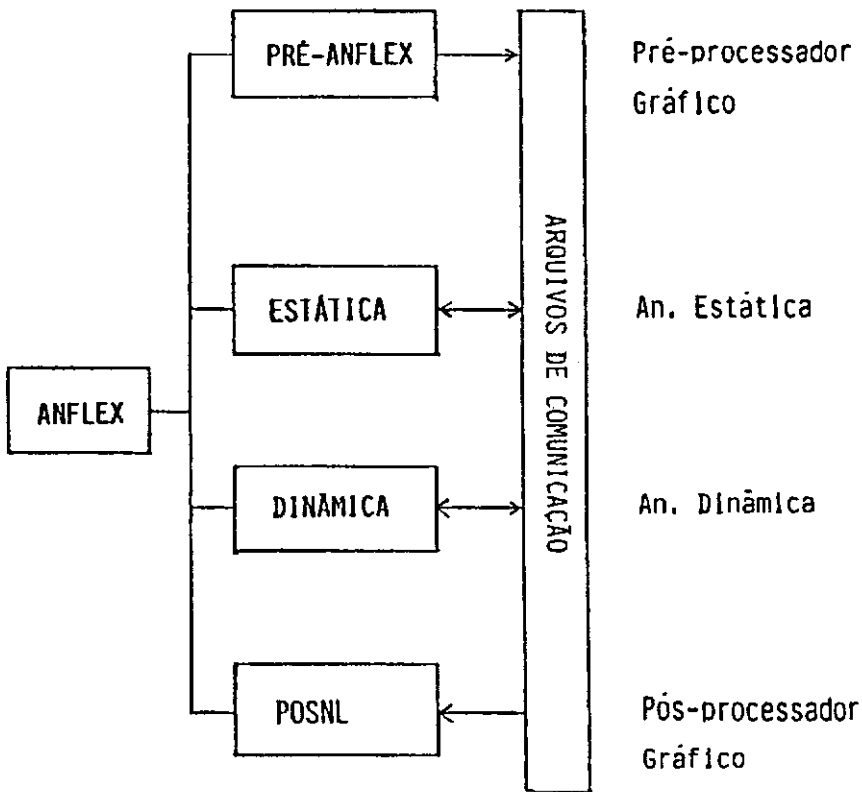 PRÉ-ANFLEX
Pré-processador
Gráfico
ARQUIVOS DE COMUNICAÇÃO
ESTÁTICA
An. Estática
ANFLEX
DINÂMICA
An. Dinâmica
POSNL
Pós-processador
Gráfico